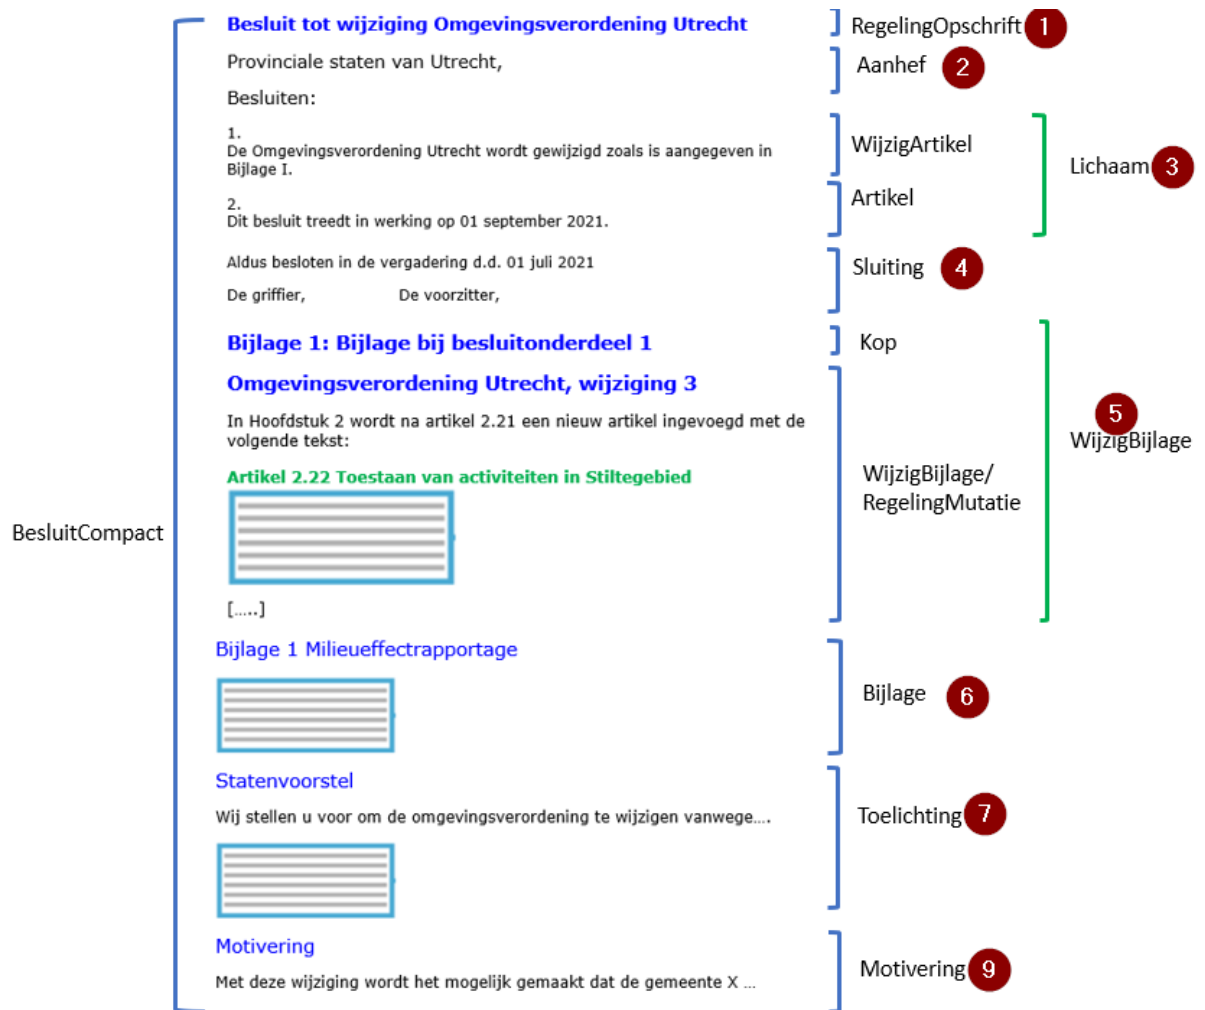 Besluit tot wijziging Omgevingsverordening Utrecht
RegelingOpschrift 1
Provinciale staten van Utrecht,
Aanhef 2
Besluiten:
1.
De Omgevingsverordening Utrecht wordt gewijzigd zoals is aangegeven in
Bijlage I.
WijzigArtikel
Lichaam 3
2.
Dit besluit treedt in werking op 01 september 2021.
Artikel
Aldus besloten in de vergadering d.d. 01 juli 2021
Sluiting 4
De griffier, De voorzitter,
Bijlage 1: Bijlage bij besluitonderdeel 1
Kop
Omgevingsverordening Utrecht, wijziging 3
In Hoofdstuk 2 wordt na artikel 2.21 een nieuw artikel ingevoegd met de
volgende tekst:
5
WijzigBijlage
Artikel 2.22 Toestaan van activiteiten in Stiltegebied
WijzigBijlage/
RegelingMutatie
BesluitCompact
[.....]
Bijlage 1 Milieueffectrapportage
Bijlage 6
Statenvoorstel
Wij stellen u voor om de omgevingsverordening te wijzigen vanwege....
Toelichting 7
Motivering
Met deze wijziging wordt het mogelijk gemaakt dat de gemeente X ...
Motivering 9